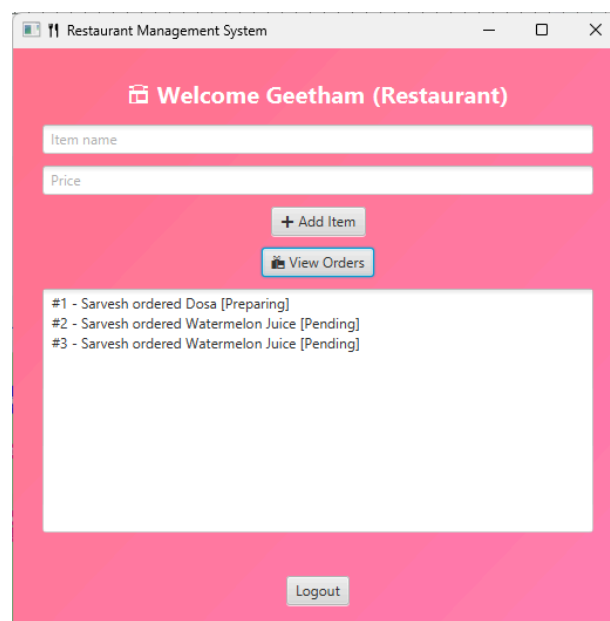 Restaurant Management System
Welcome Geetham (Restaurant)
Item name
Price
+ Add Item
View Orders
#1 - Sarvesh ordered Dosa [Preparing]
#2 - Sarvesh ordered Watermelon Juice [Pending]
#3 - Sarvesh ordered Watermelon Juice [Pending]
Logout